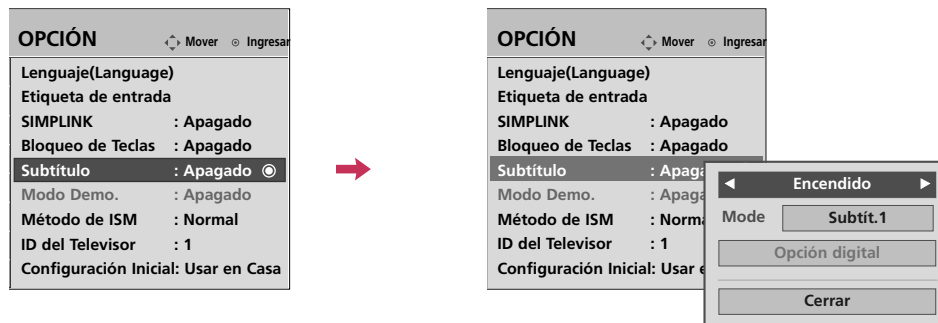 OPCIÓN Mover Ingresar
Lenguaje(Language)
Etiqueta de entrada
SIMPLINK : Apagado
Bloqueo de Teclas : Apagado
Subtítulo : Apagado
Modo Demo. : Apagado
Método de ISM : Normal
ID del Televisor : 1
Configuración Inicial: Usar en Casa
OPCIÓN Mover Ingresar
Lenguaje(Language)
Etiqueta de entrada
SIMPLINK : Apagado
Bloqueo de Teclas : Apagado
Subtítulo : Apaga
Modo Demo. : Apaga
Método de ISM : Norma
ID del Televisor : 1
Configuración Inicial: Usar e
◀ Encendido ▶
Mode Subtít.1
Opción digital
Cerrar